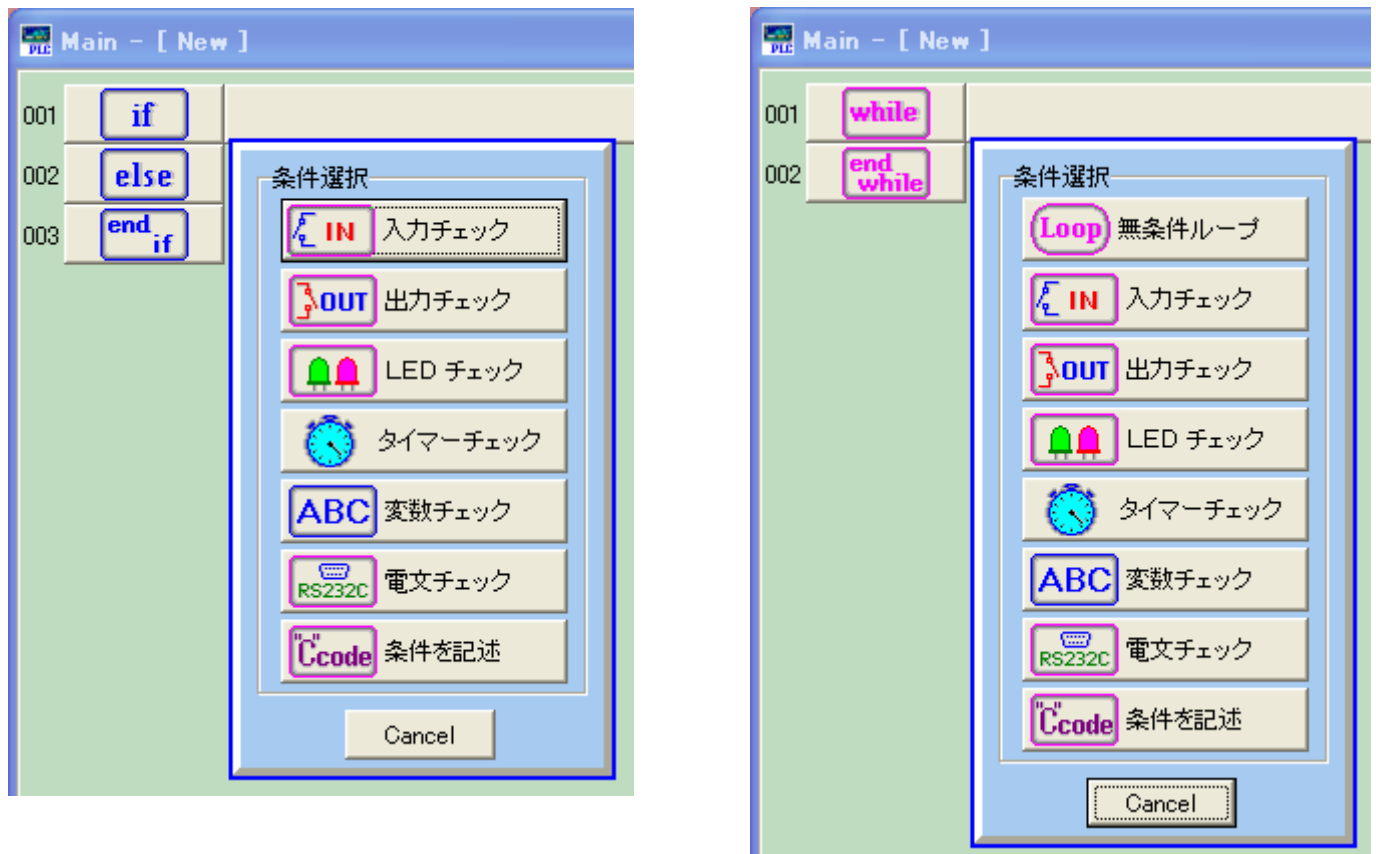 Main - [ New ]
001 if
002 else
003 end if
条件選択
IN 入力チェック
OUT 出力チェック
LED チェック
タイマーチェック
ABC 変数チェック
RS232C 電文チェック
"C"code 条件を記述
Cancel
Main - [ New ]
001 while
002 end while
条件選択
Loop 無条件ループ
IN 入力チェック
OUT 出力チェック
LED チェック
タイマーチェック
ABC 変数チェック
RS232C 電文チェック
"C"code 条件を記述
Cancel